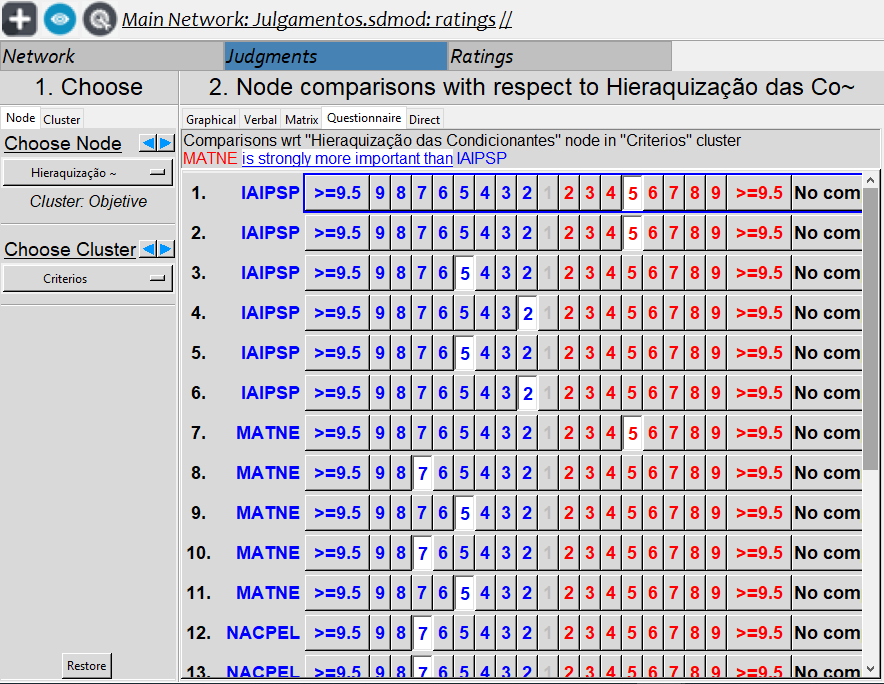 Main Network: Julgamentos.sdmod: ratings //
Network Judgments Ratings
1. Choose
2. Node comparisons with respect to Hieraquização das Co~
Node Cluster
Graphical Verbal Matrix Questionnaire Direct
Choose Node
Hieraquização ~
Cluster: Objetive
Choose Cluster
Criterios
Restore
Comparisons wrt "Hieraquização das Condicionantes" node in "Criterios" cluster
MATNE is strongly more important than IAIPSP
1. IAIPSP >=9.5 9 8 7 6 5 4 3 2 1 2 3 4 5 6 7 8 9 >=9.5 No com
2. IAIPSP >=9.5 9 8 7 6 5 4 3 2 1 2 3 4 5 6 7 8 9 >=9.5 No com
3. IAIPSP >=9.5 9 8 7 6 5 4 3 2 1 2 3 4 5 6 7 8 9 >=9.5 No com
4. IAIPSP >=9.5 9 8 7 6 5 4 3 2 1 2 3 4 5 6 7 8 9 >=9.5 No com
5. IAIPSP >=9.5 9 8 7 6 5 4 3 2 1 2 3 4 5 6 7 8 9 >=9.5 No com
6. IAIPSP >=9.5 9 8 7 6 5 4 3 2 1 2 3 4 5 6 7 8 9 >=9.5 No com
7. MATNE >=9.5 9 8 7 6 5 4 3 2 1 2 3 4 5 6 7 8 9 >=9.5 No com
8. MATNE >=9.5 9 8 7 6 5 4 3 2 1 2 3 4 5 6 7 8 9 >=9.5 No com
9. MATNE >=9.5 9 8 7 6 5 4 3 2 1 2 3 4 5 6 7 8 9 >=9.5 No com
10. MATNE >=9.5 9 8 7 6 5 4 3 2 1 2 3 4 5 6 7 8 9 >=9.5 No com
11. MATNE >=9.5 9 8 7 6 5 4 3 2 1 2 3 4 5 6 7 8 9 >=9.5 No com
12. NACPEL >=9.5 9 8 7 6 5 4 3 2 1 2 3 4 5 6 7 8 9 >=9.5 No com
13. NACPEL >=9.5 9 8 7 6 5 4 3 2 1 2 3 4 5 6 7 8 9 >=9.5 No com